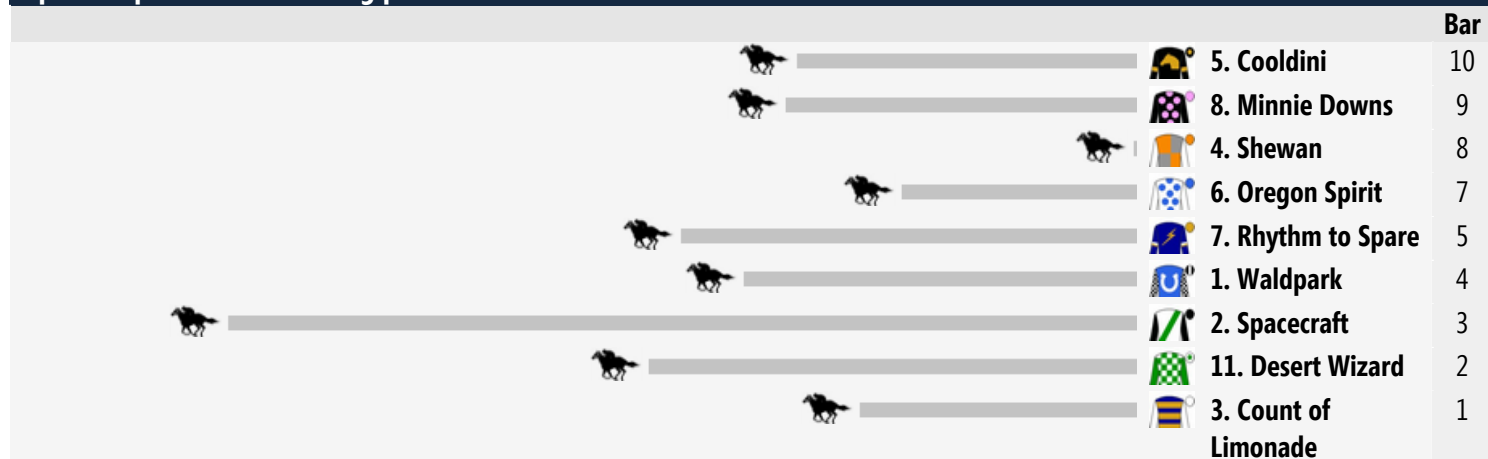 Bar
5. Cooldini 10
8. Minnie Downs 9
4. Shewan 8
6. Oregon Spirit 7
7. Rhythm to Spare 5
1. Waldpark 4
2. Spacecraft 3
11. Desert Wizard 2
3. Count of 1
Limonade